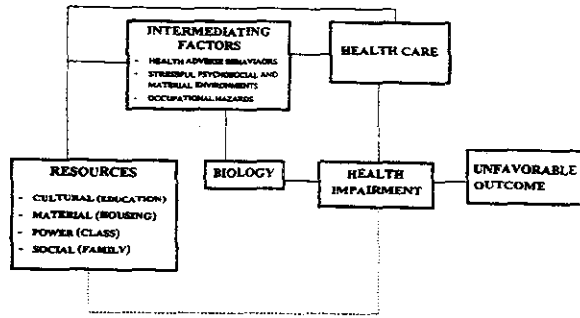 INTERMEDIATING
FACTORS
- HEALTH ADVERSE BEHAVIAORS
- STRESSFUL PSYCHOSOCIAL AND
MATERIAL ENVIRONMENTS
- OCCUPATIONAL HAZARDS
HEALTH CARE
RESOURCES
- CULTURAL (EDUCATION)
- MATERIAL (HOUSING)
- POWER (CLASS)
- SOCIAL (FAMILY)
BIOLOGY
HEALTH
IMPAIRMENT
UNFAVORABLE
OUTCOME